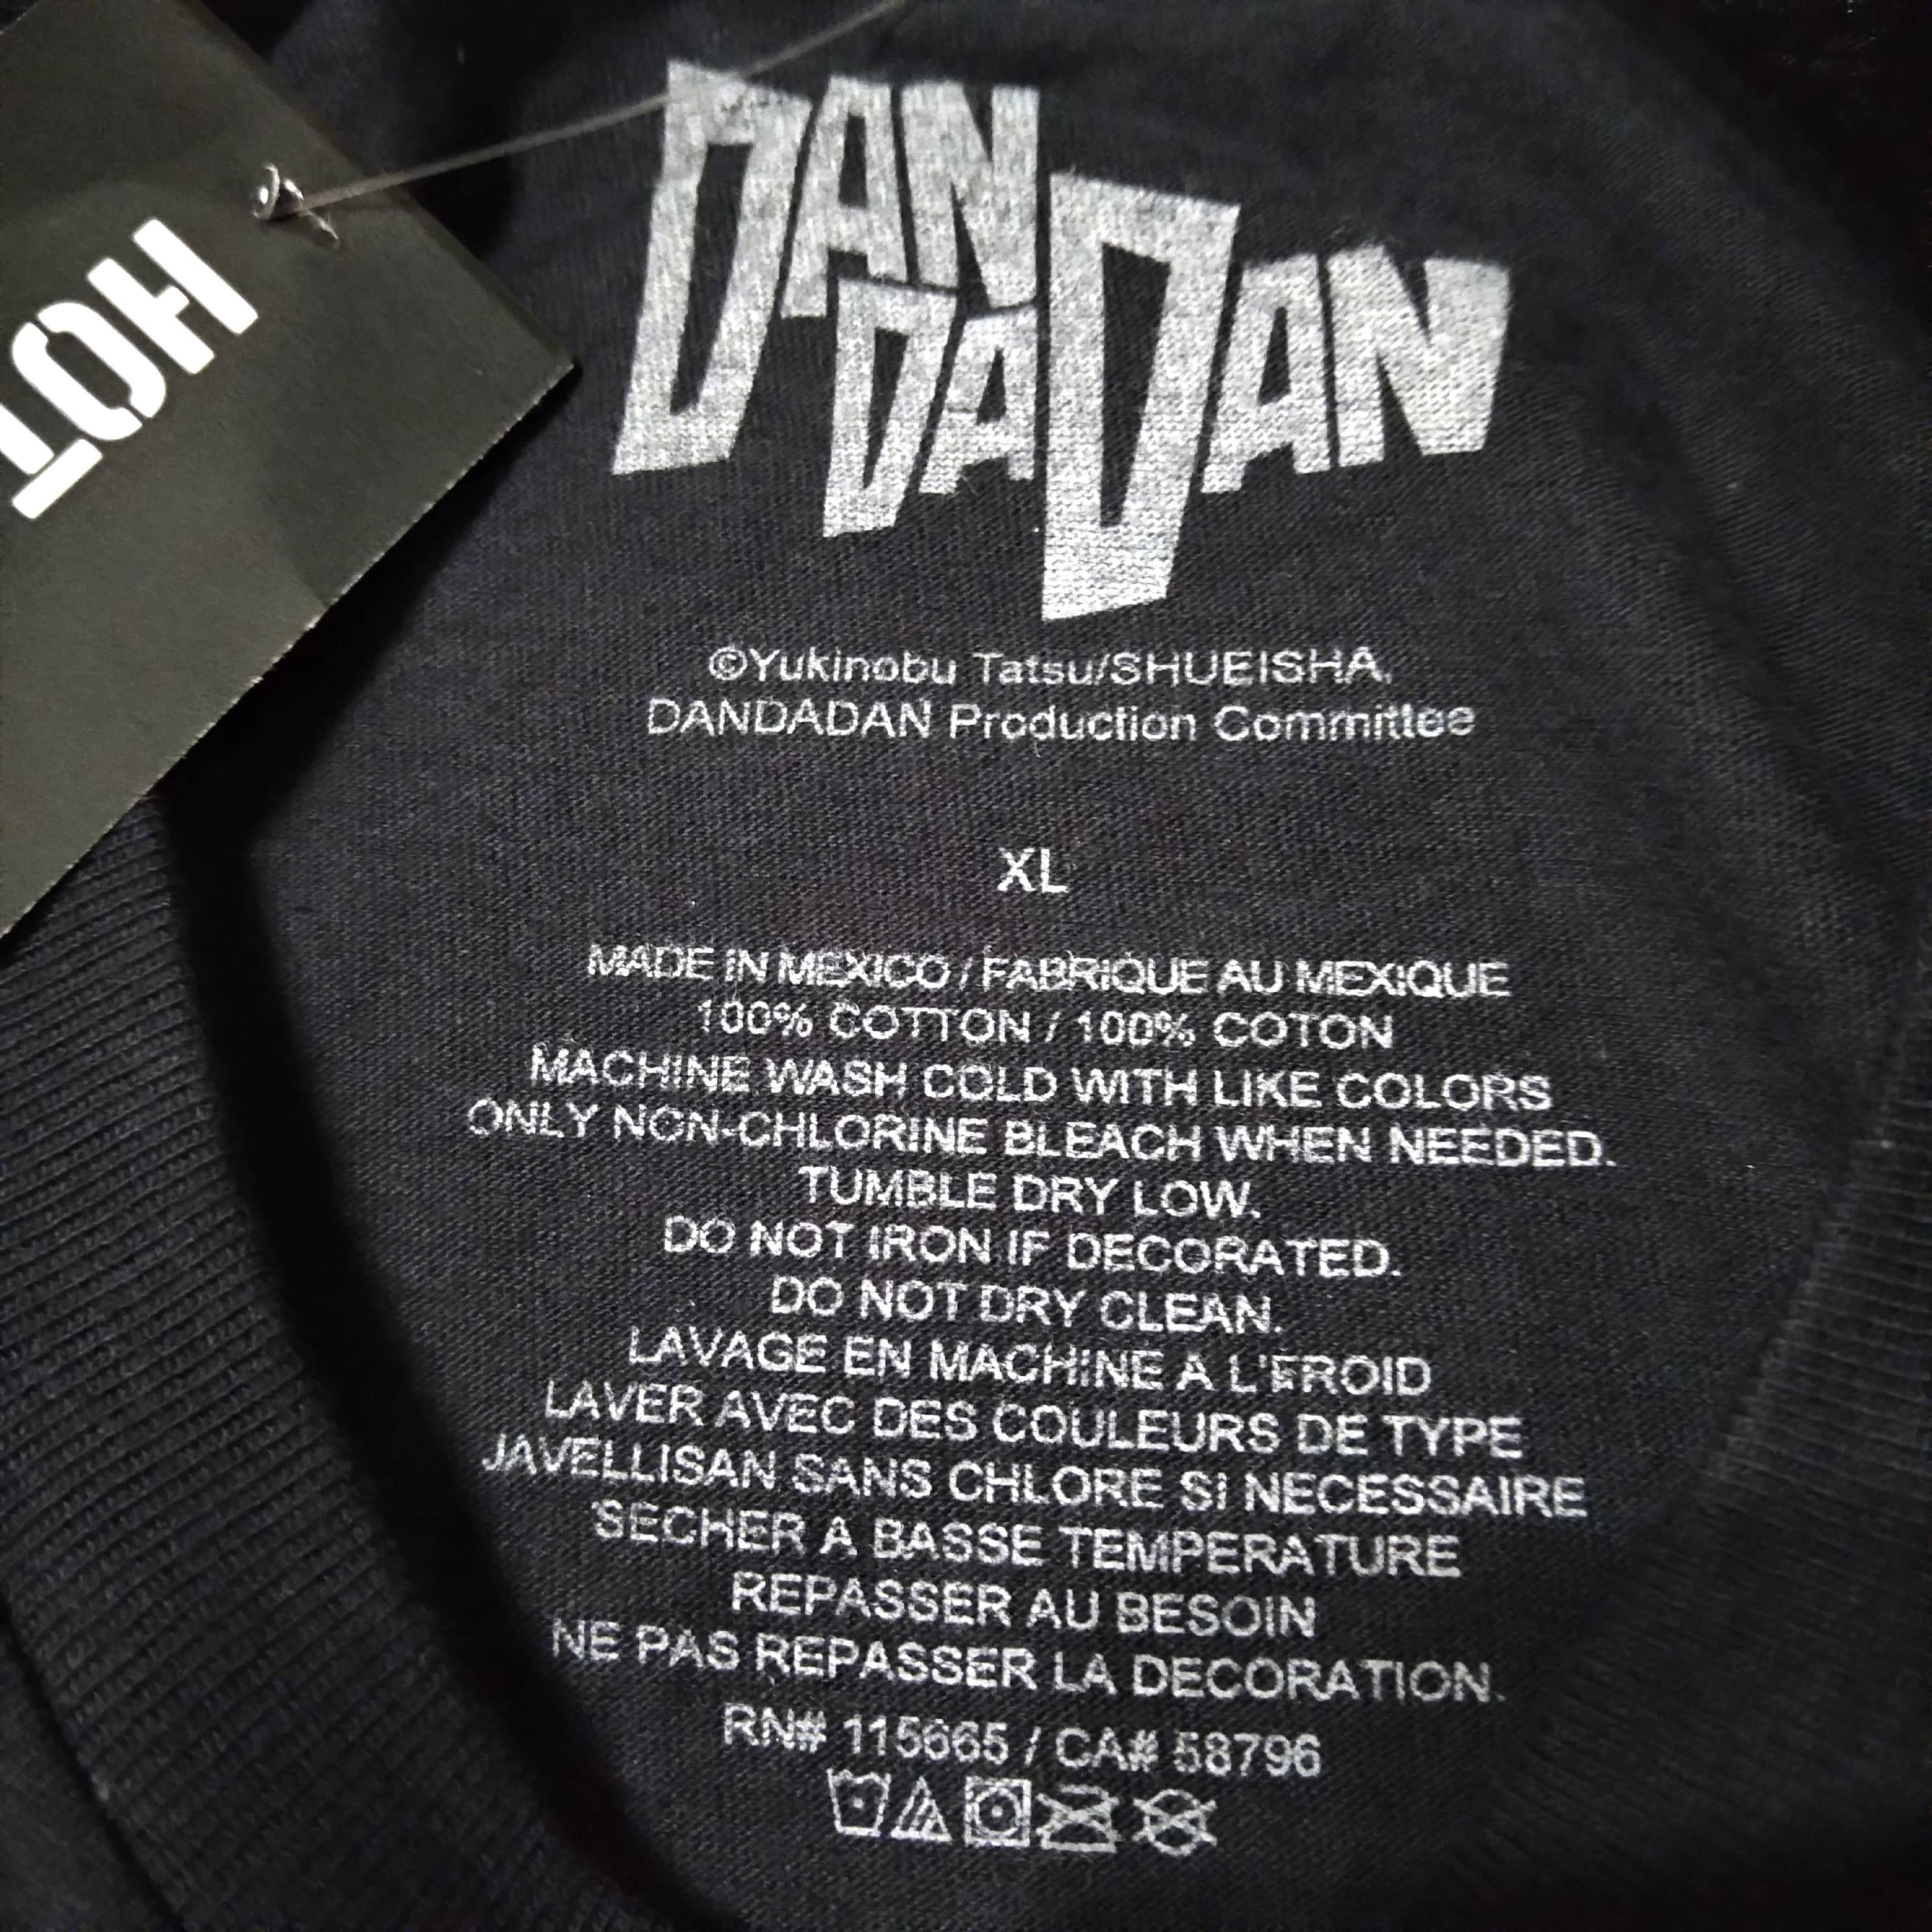 HOT
DAN
DA
DAN
©Yukinobu Tatsu/SHUEISHA,
DANDADAN Production Committee
XL
MADE IN MEXICO / FABRIQUE AU MEXIQUE
100% COTTON / 100% COTON
MACHINE WASH COLD WITH LIKE COLORS
ONLY NON-CHLORINE BLEACH WHEN NEEDED.
TUMBLE DRY LOW.
DO NOT IRON IF DECORATED.
DO NOT DRY CLEAN.
LAVAGE EN MACHINE A L'EROID
LAVER AVEC DES COULEURS DE TYPE
JAVELLISAN SANS CHLORE SI NECESSAIRE
SECHER A BASSE TEMPERATURE
REPASSER AU BESOIN
NE PAS REPASSER LA DECORATION.
RN# 115665 / CA# 58796